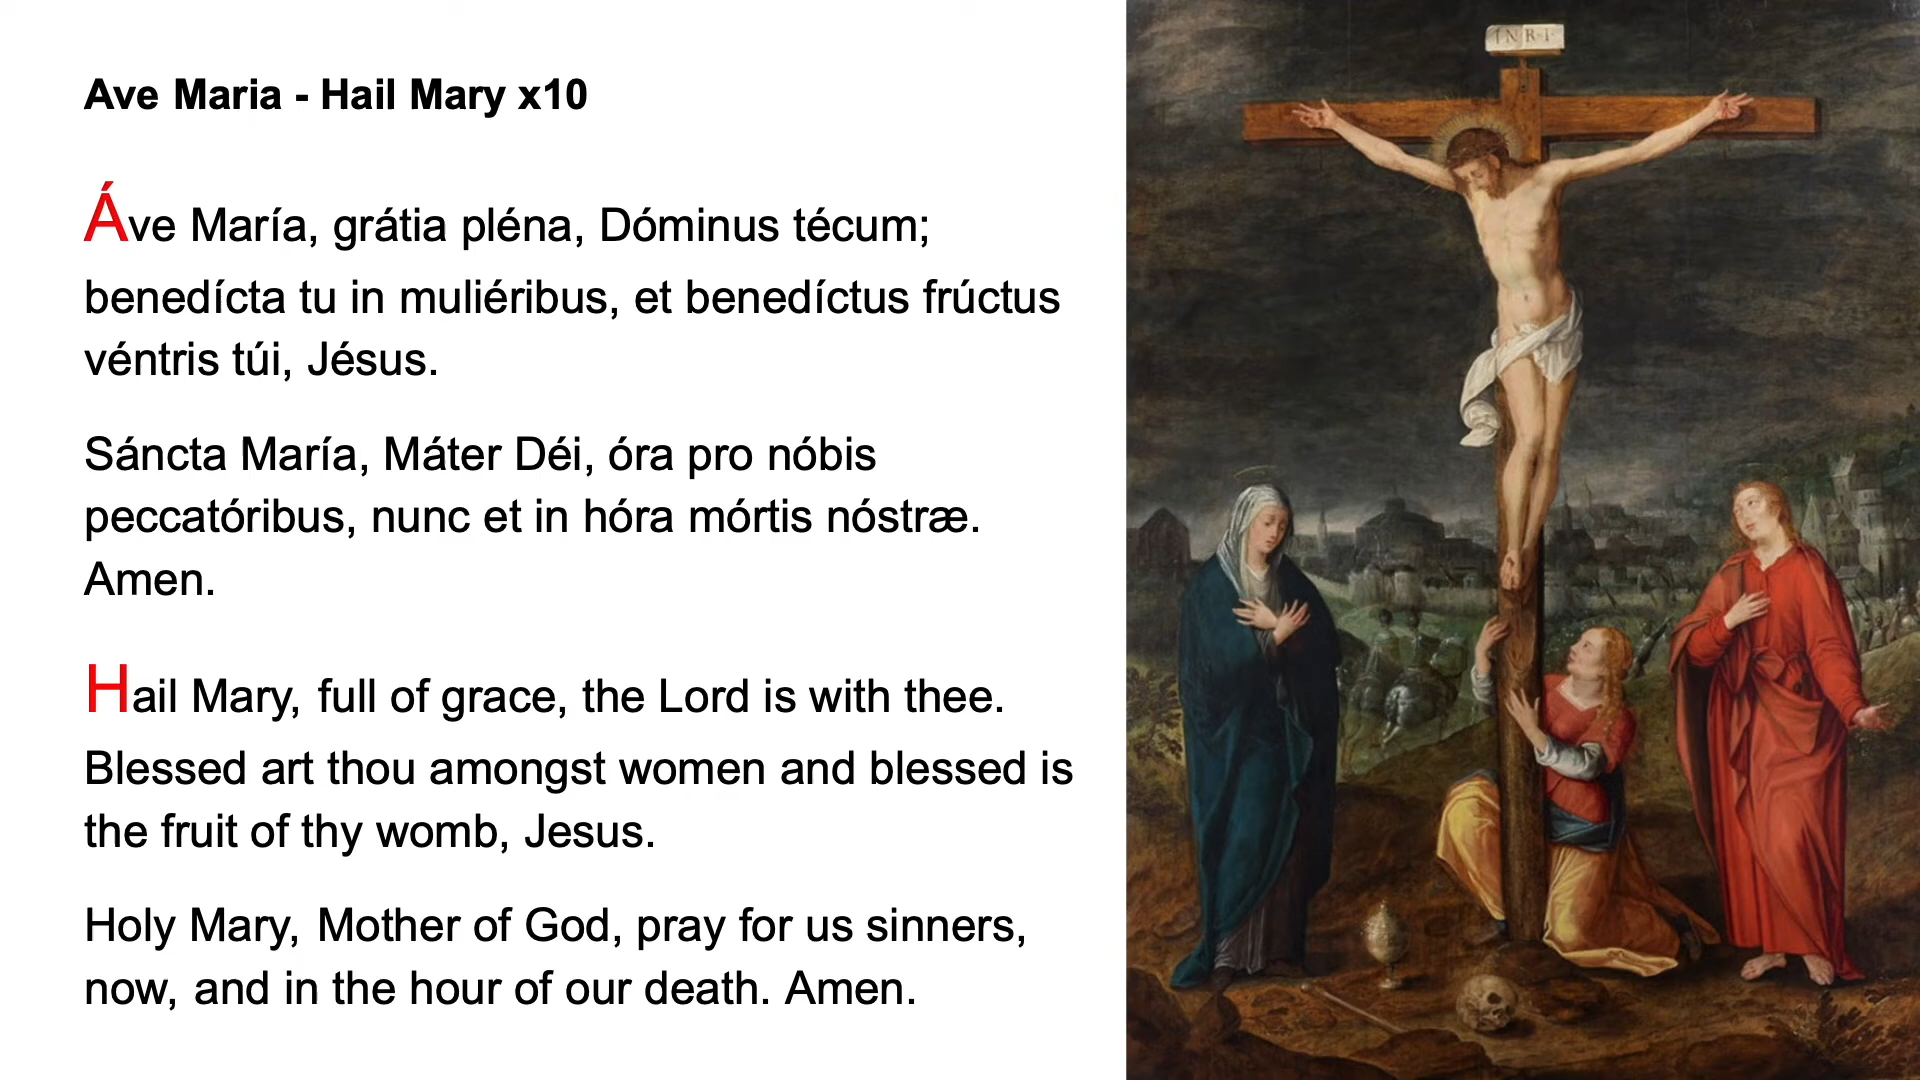 Ave Maria - Hail Mary x10
Áve María, grátia pléna, Dóminus técum;
benedícta tu in muliéribus, et benedíctus frúctus
véntris túi, Jésus.
Sáncta María, Máter Déi, óra pro nóbis
peccatóribus, nunc et in hóra mórtis nóstræ.
Amen.
Hail Mary, full of grace, the Lord is with thee.
Blessed art thou amongst women and blessed is
the fruit of thy womb, Jesus.
Holy Mary, Mother of God, pray for us sinners,
now, and in the hour of our death. Amen.
INRI